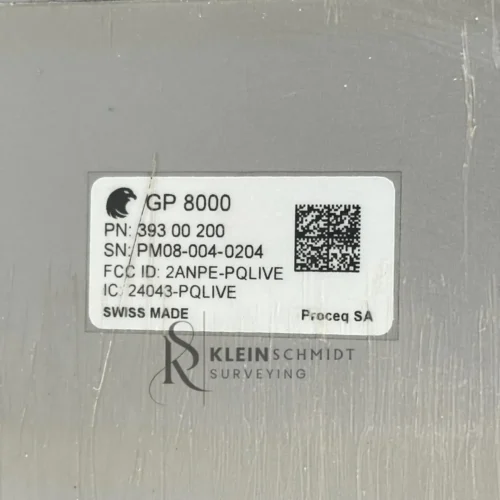 GP 8000
PN: 393 00 200
SN: PM08-004-0204
FCC ID: 2ANPE-PQLIVE
IC: 24043-PQLIVE
SWISS MADE
Proceq SA
KLEINSCHMIDT
SURVEYING